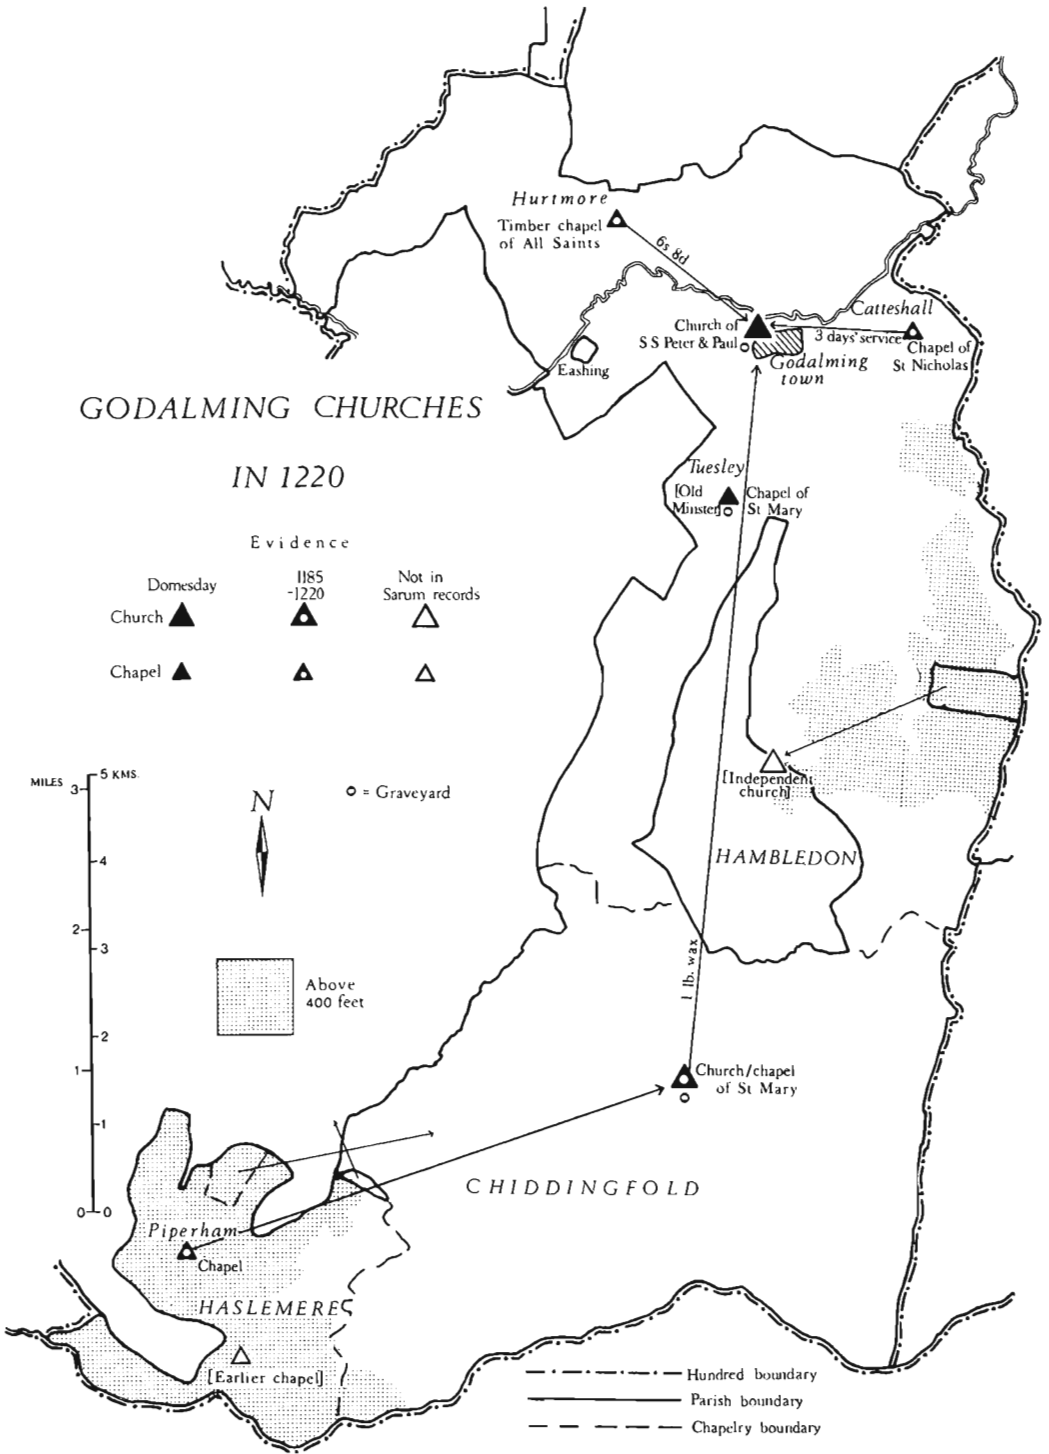 Hurtmore
Timber chapel
of All Saints
6s 8d
Catteshall
Church of
S S Peter & Paul
3 days' service
Chapel of
St Nicholas
Godalming
town
Eashing
GODALMING CHURCHES
IN 1220
Tuesley
[Old
Minster]
Chapel of
St Mary
Evidence
Domesday
1185
-1220
Not in
Sarum records
Church
Chapel
MILES
3
5 KMS.
= Graveyard
N
[Independent
church]
4
HAMBLEDON
2
3
1 lb. wax
Above
400 feet
2
1
Church/chapel
of St Mary
1
CHIDDINGFOLD
0
0
Piperham
Chapel
HASLEMERE
[Earlier chapel]
Hundred boundary
Parish boundary
Chapelry boundary